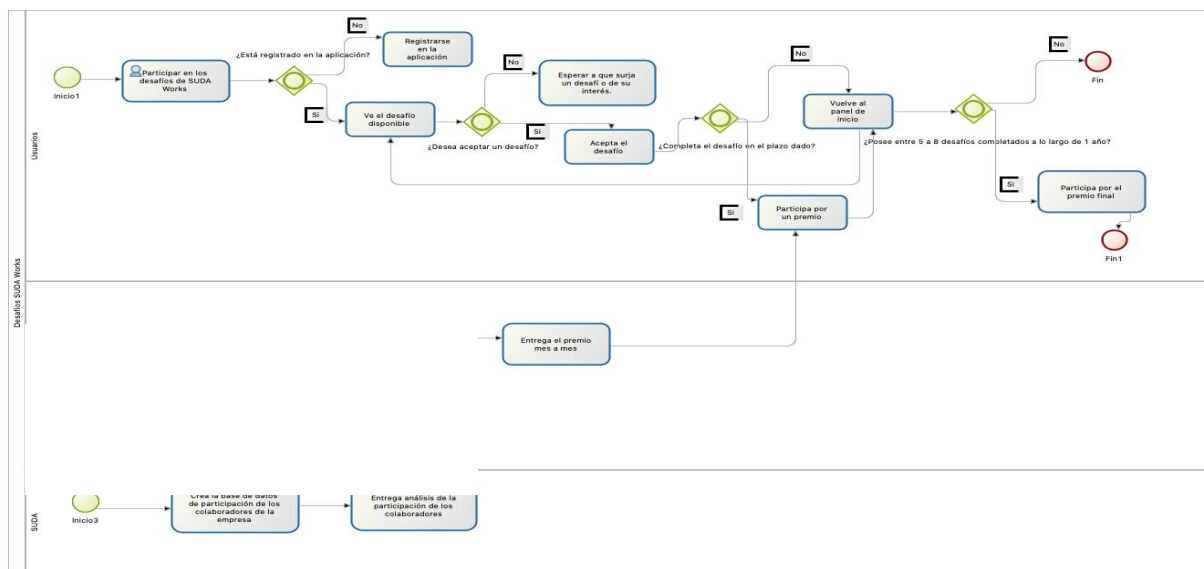 Desafíos SUDA Works
Usuarios
Inicio1
Participar en los
desafíos de SUDA
Works
¿Está registrado en la aplicación?
No
Registrarse
en la
aplicación
Si
Ve el desafío
disponible
¿Desea aceptar un desafío?
No
Esperar a que surja
un desafí o de su
interés.
Si
Acepta el
desafío
¿Completa el desafío en el plazo dado?
No
Vuelve al
panel de
inicio
Si
Participa por
un premio
¿Posee entre 5 a 8 desafíos completados a lo largo de 1 año?
No
Fin
Si
Participa por el
premio final
Fin1
Entrega el premio
mes a mes
SUDA
Inicio3
Crea la base de datos
de participación de los
colaboradores de la
empresa
Entrega análisis de la
participación de los
colaboradores